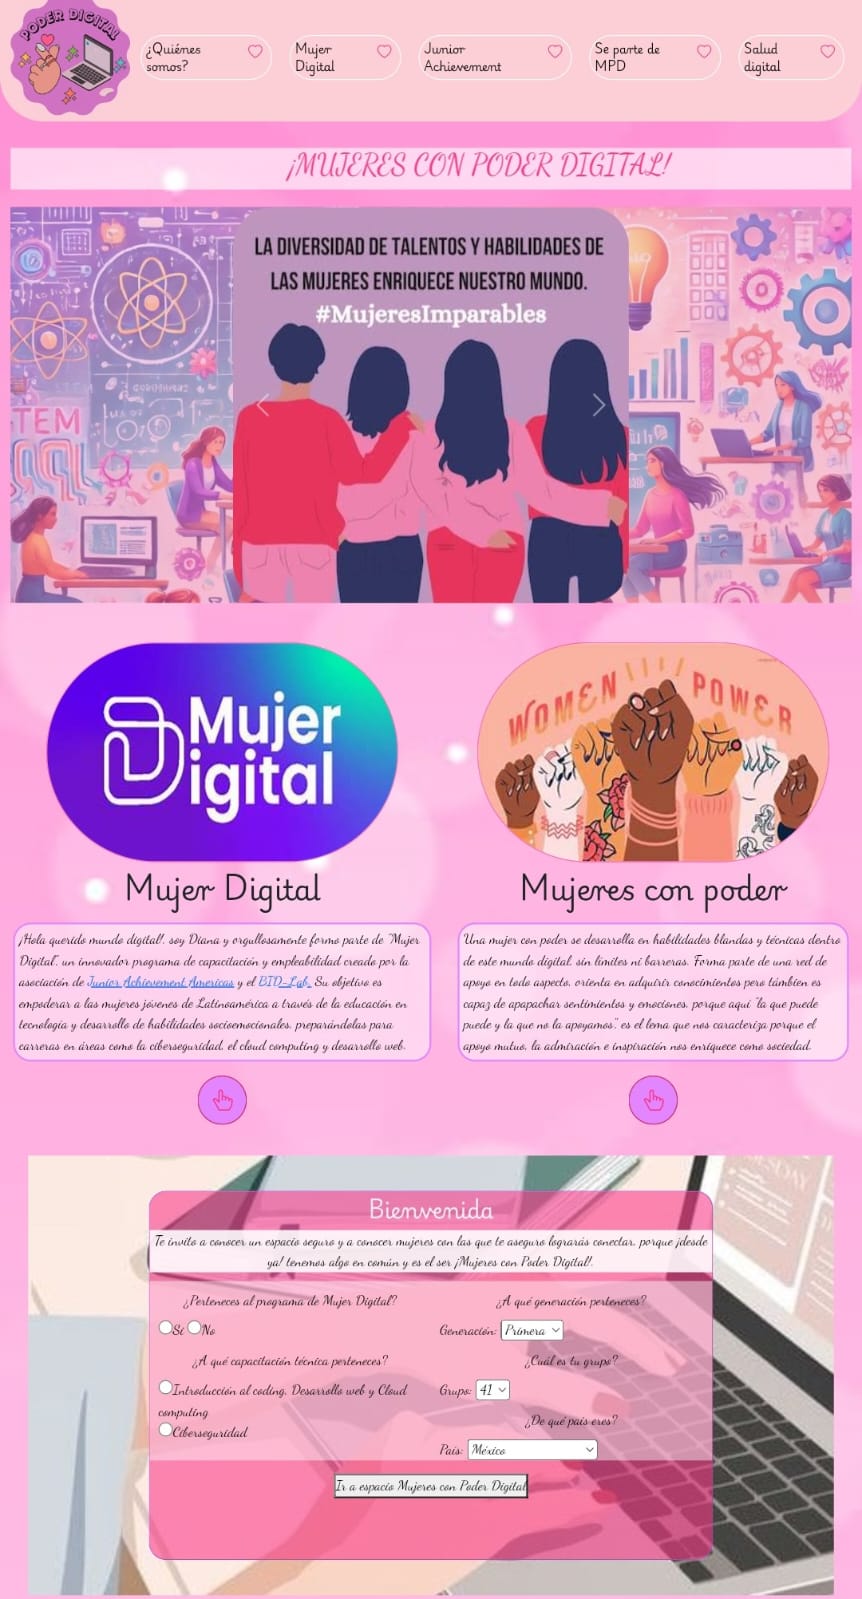 PODER DIGITAL
¿Quiénes
somos?
Mujer
Digital
Junior
Achievement
Se parte de
MPD
Salud
digital
¡MUJERES CON PODER DIGITAL!
LA DIVERSIDAD DE TALENTOS Y HABILIDADES DE
LAS MUJERES ENRIQUECE NUESTRO MUNDO.
#MujeresImparables
STEM
Mujer
Digital
WOMEN POWER
Mujer Digital
Mujeres con poder
¡Hola querido mundo digital!, soy Diana y orgullosamente formo parte de "Mujer
Digital", un innovador programa de capacitación y empleabilidad creado por la
asociación de Junior Achievement Americas y el BID-Lab. Su objetivo es
empoderar a las mujeres jóvenes de Latinoamérica a través de la educación en
tecnología y desarrollo de habilidades socioemocionales, preparándolas para
carreras en áreas como la ciberseguridad, el cloud computing y desarrollo web.
Una mujer con poder se desarrolla en habilidades blandas y técnicas dentro
de este mundo digital, sin límites ni barreras. Forma parte de una red de
apoyo en todo aspecto, orienta en adquirir conocimientos pero támbien es
capaz de apapachar sentimientos y emociones, porque aquí "la que puede
puede y la que no la apoyamos", es el lema que nos caracteriza porque el
apoyo mutuo, la admiración e inspiración nos enriquece como sociedad.
Bienvenida
Te invito a conocer un espacio seguro y a conocer mujeres con las que te aseguro lograrás conectar, porque ¡desde
ya! tenemos algo en común y es el ser ¡Mujeres con Poder Digital!.
¿Perteneces al programa de Mujer Digital?
Sí No
¿A qué capacitación técnica perteneces?
Introducción al coding, Desarrollo web y Cloud
computing
Ciberseguridad
¿A qué generación perteneces?
Generación: Primera
¿Cuál es tu grupo?
Grupo: 41
¿De qué país eres?
País: México
Ir a espacio Mujeres con Poder Digital